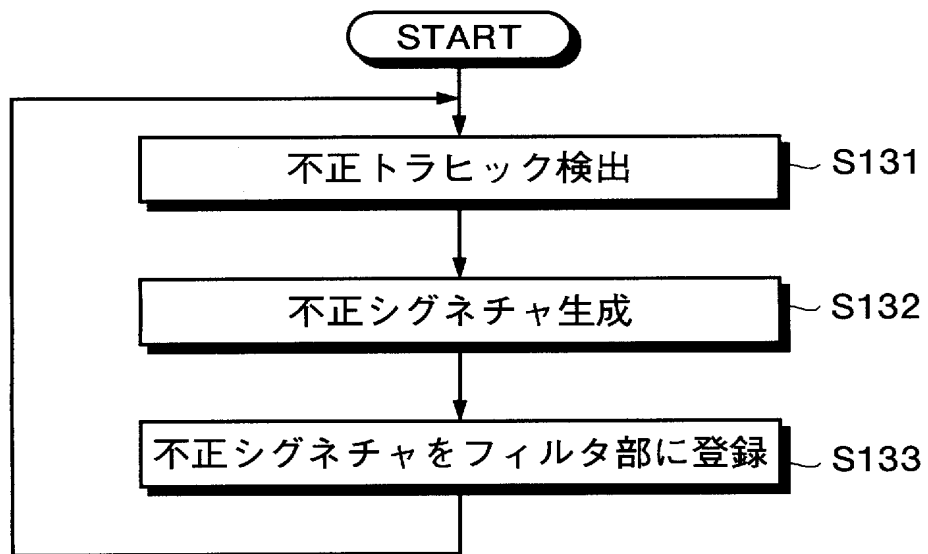 START
不正トラヒック検出
S131
不正シグネチャ生成
S132
不正シグネチャをフィルタ部に登録
S133